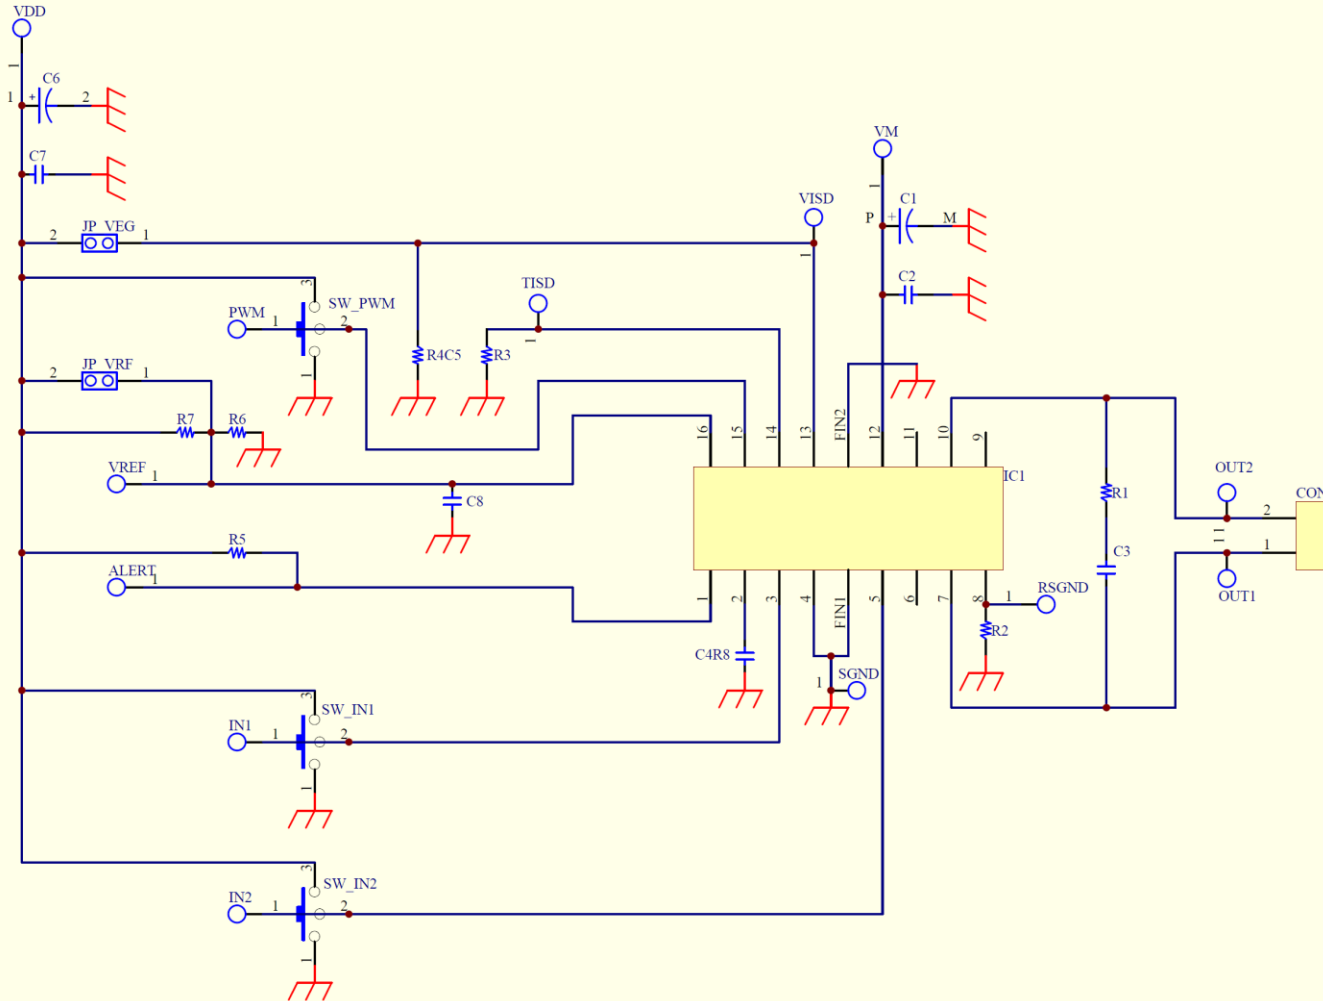 VDD
1
C6
1
+
2
C7
VM
1
VISD
C1
P
+
M
JP_VEG
2
1
1
C2
TISD
3
SW_PWM
PWM
1
2
1
R4C5
R3
JP_VRF
2
1
1
R7
R6
16
15
14
13
FIN2
12
11
10
9
VREF
1
IC1
OUT2
R1
CON
C8
2
R5
1 1
1
C3
ALERT
1
RSGND
1
OUT1
1
2
3
4
FIN1
5
6
7
8
R2
C4R8
SGND
1
3
SW_IN1
IN1
1
2
1
3
SW_IN2
IN2
1
2
1